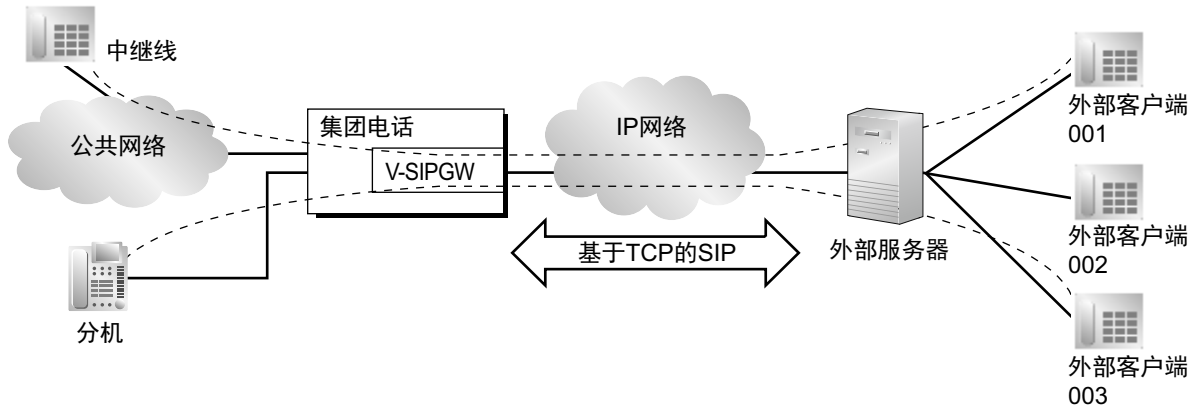 中继线
公共网络
集团电话
V-SIPGW
IP网络
基于TCP的SIP
外部服务器
分机
外部客户端
001
外部客户端
002
外部客户端
003